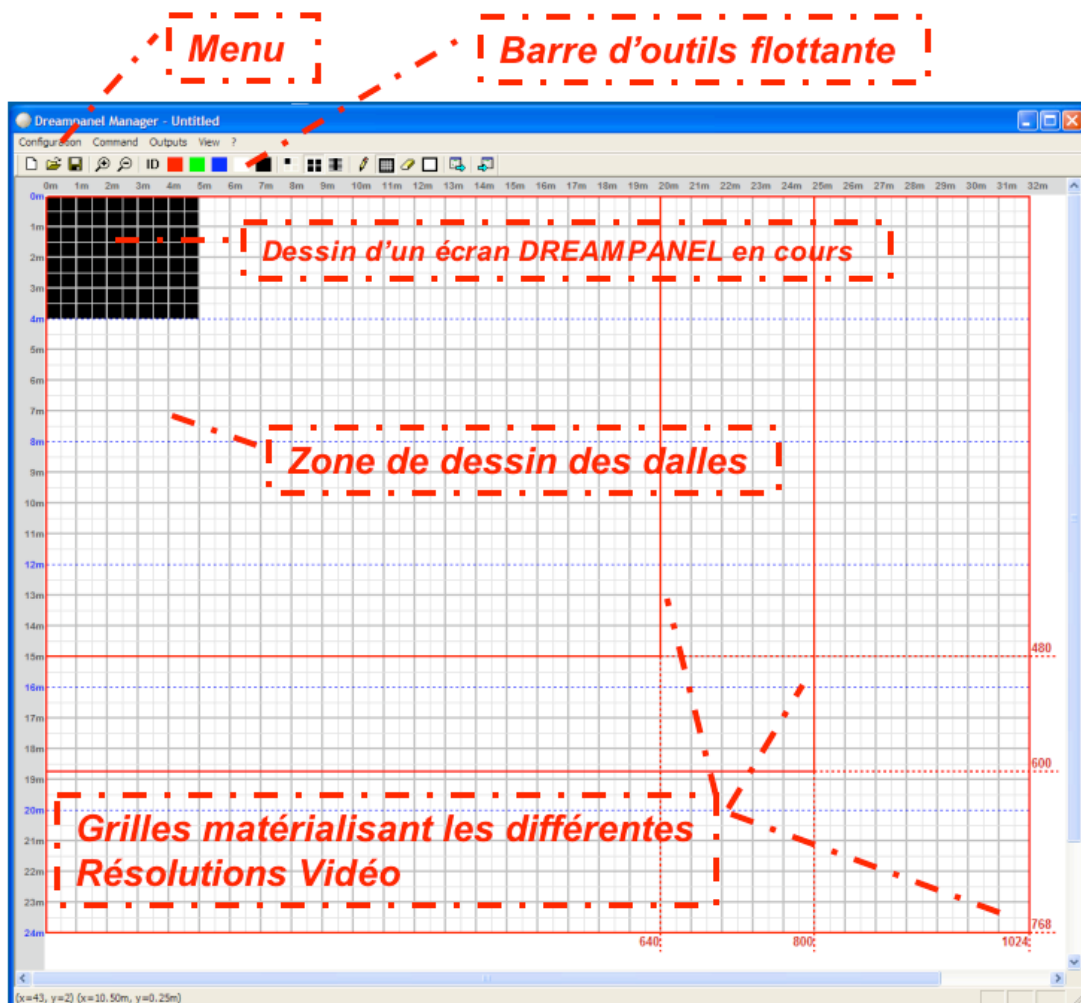 Menu
Barre d'outils flottante
Dreampanel Manager - Untitled
Configuration Command Outputs View ?
ID
0m 1m 2m 3m 4m 5m 6m 7m 8m 9m 10m 11m 12m 13m 14m 15m 16m 17m 18m 19m 20m 21m 22m 23m 24m 25m 26m 27m 28m 29m 30m 31m 32m
0m
1m
Dessin d'un écran DREAMPANEL en cours
2m
3m
4m
5m
6m
7m
8m
Zone de dessin des dalles
9m
10m
11m
12m
13m
14m
15m
480
16m
17m
18m
600
19m
20m
Grilles matérialisant les différentes
21m
22m
Résolutions Vidéo
23m
768
24m
640 800 1024
(x=43, y=2) (x=10.50m, y=0.25m)